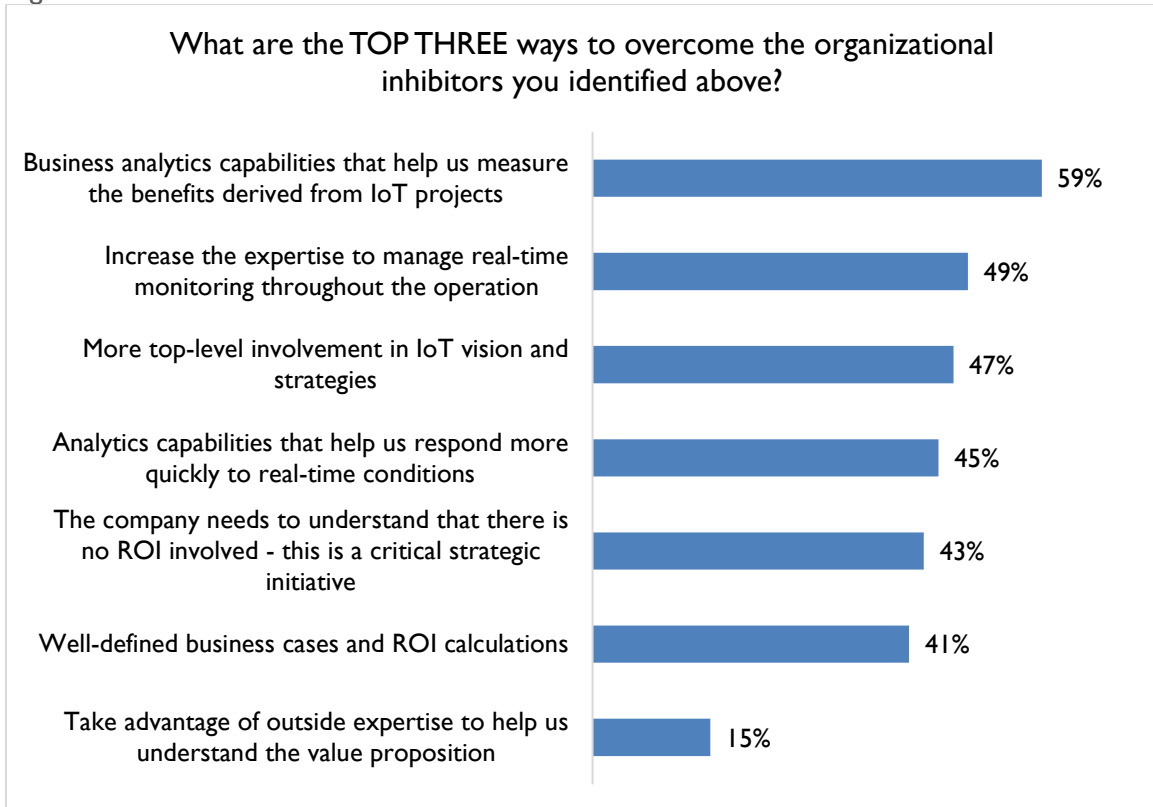 What are the TOP THREE ways to overcome the organizational
inhibitors you identified above?
Business analytics capabilities that help us measure
the benefits derived from IoT projects
59%
Increase the expertise to manage real-time
monitoring throughout the operation
49%
More top-level involvement in IoT vision and
strategies
47%
Analytics capabilities that help us respond more
quickly to real-time conditions
45%
The company needs to understand that there is
no ROI involved - this is a critical strategic
initiative
43%
Well-defined business cases and ROI calculations
41%
Take advantage of outside expertise to help us
understand the value proposition
15%